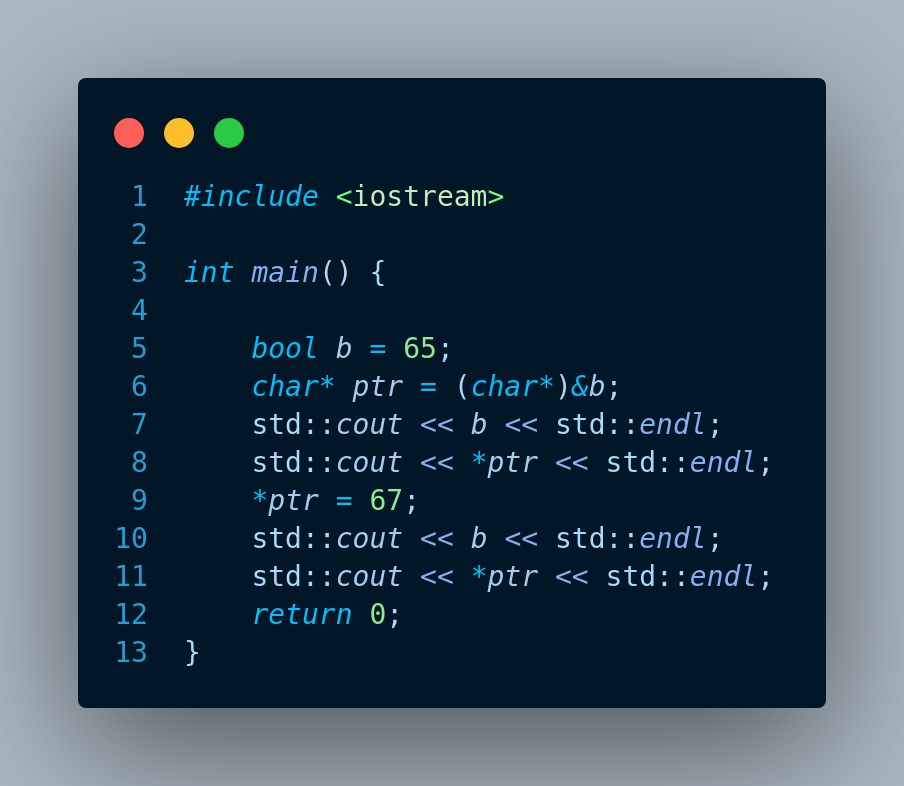 1 #include <iostream>
2
3 int main() {
4
5     bool b = 65;
6     char* ptr = (char*)&b;
7     std::cout << b << std::endl;
8     std::cout << *ptr << std::endl;
9     *ptr = 67;
10     std::cout << b << std::endl;
11     std::cout << *ptr << std::endl;
12     return 0;
13 }